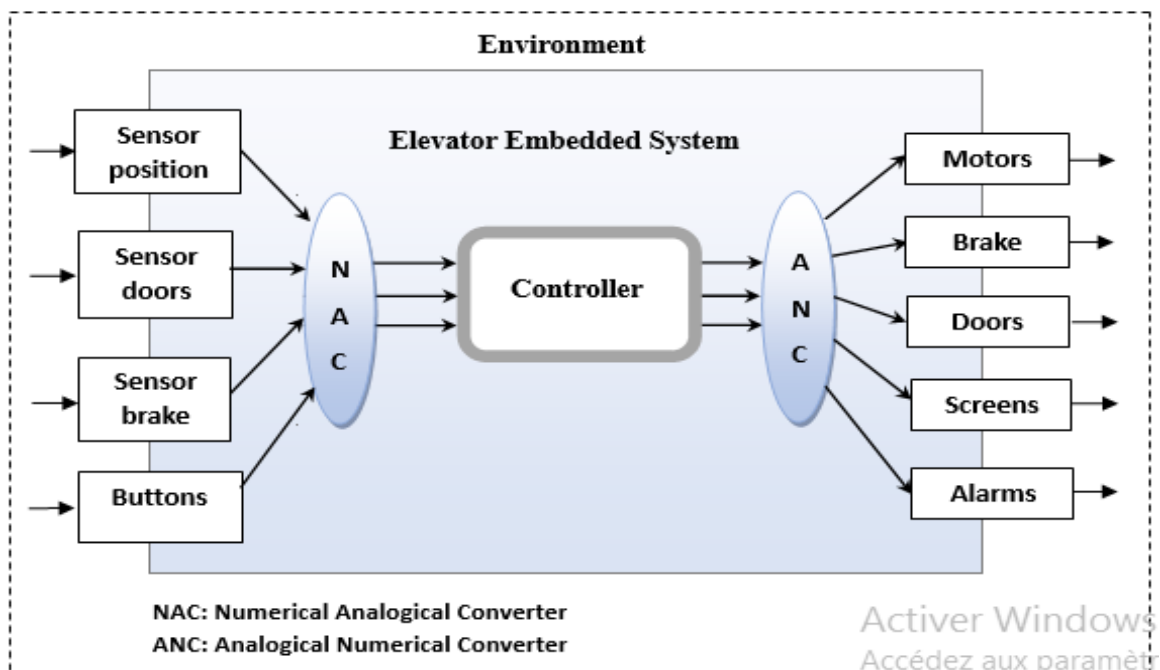 Environment
Elevator Embedded System
Sensor
position
Sensor
doors
Sensor
brake
Buttons
N
A
C
Controller
A
N
C
Motors
Brake
Doors
Screens
Alarms
NAC: Numerical Analogical Converter
ANC: Analogical Numerical Converter
Activer Windows
Accédez aux paramètr